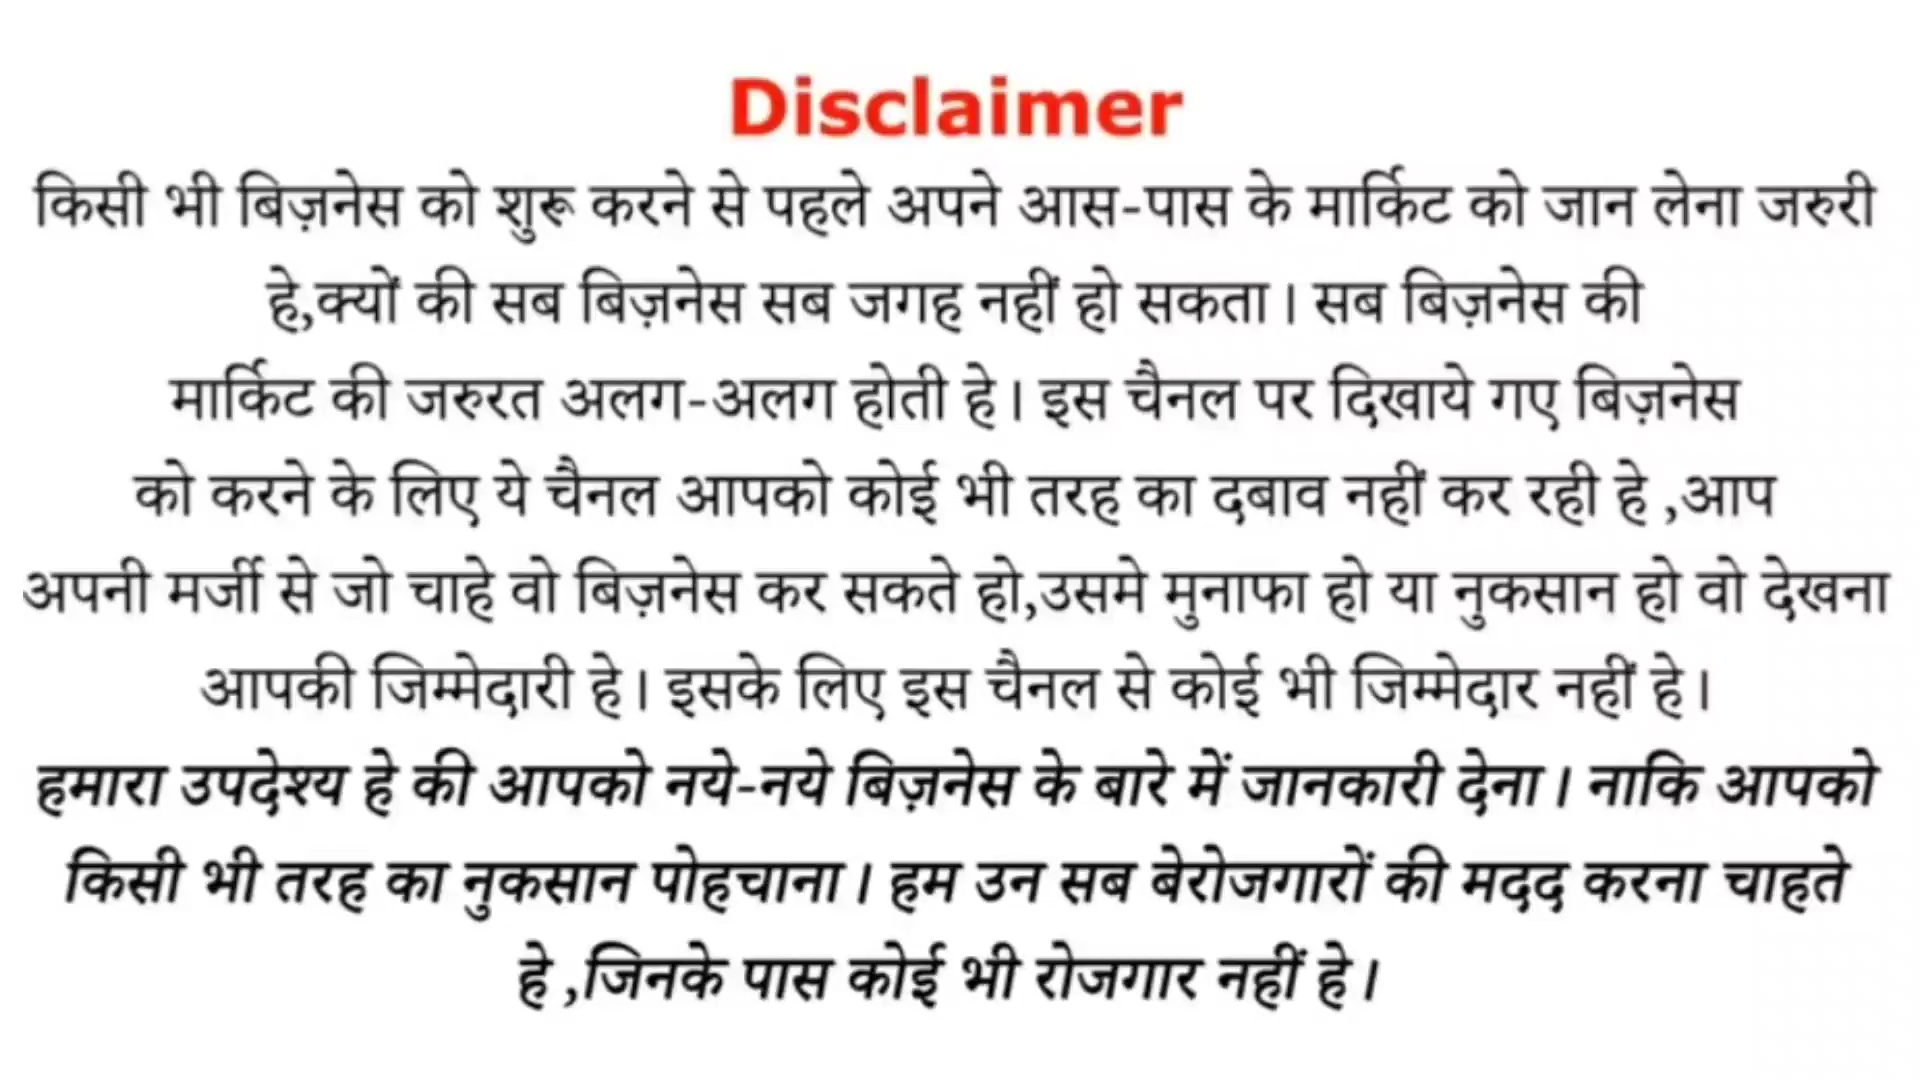 Disclaimer
किसी भी बिज़नेस को शुरू करने से पहले अपने आस-पास के मार्किट को जान लेना जरुरी
हे,क्यों की सब बिज़नेस सब जगह नहीं हो सकता। सब बिज़नेस की
मार्किट की जरुरत अलग-अलग होती हे। इस चैनल पर दिखाये गए बिज़नेस
को करने के लिए ये चैनल आपको कोई भी तरह का दबाव नहीं कर रही हे ,आप
अपनी मर्जी से जो चाहे वो बिज़नेस कर सकते हो,उसमे मुनाफा हो या नुकसान हो वो देखना
आपकी जिम्मेदारी हे। इसके लिए इस चैनल से कोई भी जिम्मेदार नहीं हे।
हमारा उपदेश्य हे की आपको नये-नये बिज़नेस के बारे में जानकारी देना। नाकि आपको
किसी भी तरह का नुकसान पोहचाना। हम उन सब बेरोजगारों की मदद करना चाहते
हे ,जिनके पास कोई भी रोजगार नहीं हे।